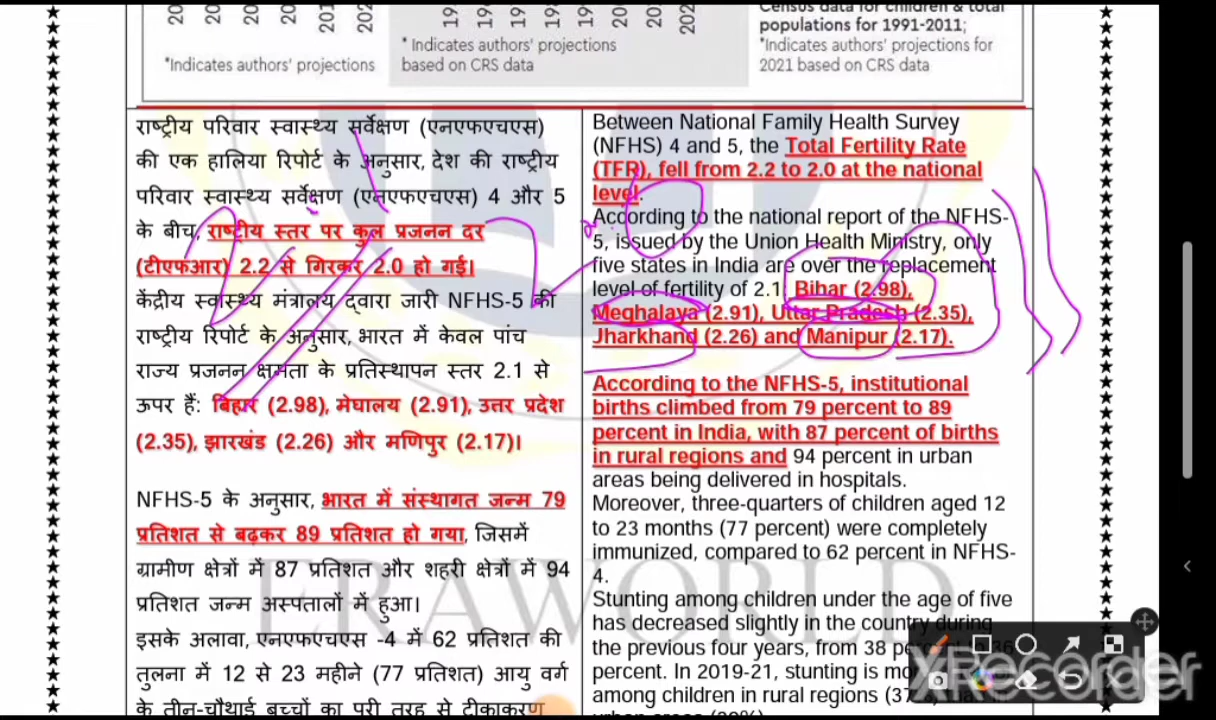 *Indicates authors' projections
* Indicates authors' projections
based on CRS data
Census data for children & total
populations for 1991-2011;
*Indicates authors' projections for
2021 based on CRS data
राष्ट्रीय परिवार स्वास्थ्य सर्वेक्षण (एनएफएचएस)
की एक हालिया रिपोर्ट के अनुसार, देश की राष्ट्रीय
परिवार स्वास्थ्य सर्वेक्षण (एनएफएचएस) 4 और 5
के बीच, राष्ट्रीय स्तर पर कुल प्रजनन दर
(टीएफआर) 2.2 से गिरकर 2.0 हो गई।
केंद्रीय स्वास्थ्य मंत्रालय द्वारा जारी NFHS-5 की
राष्ट्रीय रिपोर्ट के अनुसार, भारत में केवल पांच
राज्य प्रजनन क्षमता के प्रतिस्थापन स्तर 2.1 से
ऊपर हैं: बिहार (2.98), मेघालय (2.91), उत्तर प्रदेश
(2.35), झारखंड (2.26) और मणिपुर (2.17)।
NFHS-5 के अनुसार, भारत में संस्थागत जन्म 79
प्रतिशत से बढ़कर 89 प्रतिशत हो गया, जिसमें
ग्रामीण क्षेत्रों में 87 प्रतिशत और शहरी क्षेत्रों में 94
प्रतिशत जन्म अस्पतालों में हुआ।
इसके अलावा, एनएफएचएस -4 में 62 प्रतिशत की
तुलना में 12 से 23 महीने (77 प्रतिशत) आयु वर्ग
के तीन-चौथाई बच्चों का पूरी तरह से टीकाकरण
Between National Family Health Survey
(NFHS) 4 and 5, the Total Fertility Rate
(TFR), fell from 2.2 to 2.0 at the national
level.
According to the national report of the NFHS-
5, issued by the Union Health Ministry, only
five states in India are over the replacement
level of fertility of 2.1: Bihar (2.98),
Meghalaya (2.91), Uttar Pradesh (2.35),
Jharkhand (2.26) and Manipur (2.17).
According to the NFHS-5, institutional
births climbed from 79 percent to 89
percent in India, with 87 percent of births
in rural regions and 94 percent in urban
areas being delivered in hospitals.
Moreover, three-quarters of children aged 12
to 23 months (77 percent) were completely
immunized, compared to 62 percent in NFHS-
4.
Stunting among children under the age of five
has decreased slightly in the country during
the previous four years, from 38
percent. In 2019-21, stunting is
among children in rural regions
ERAWORLD
XRecorder